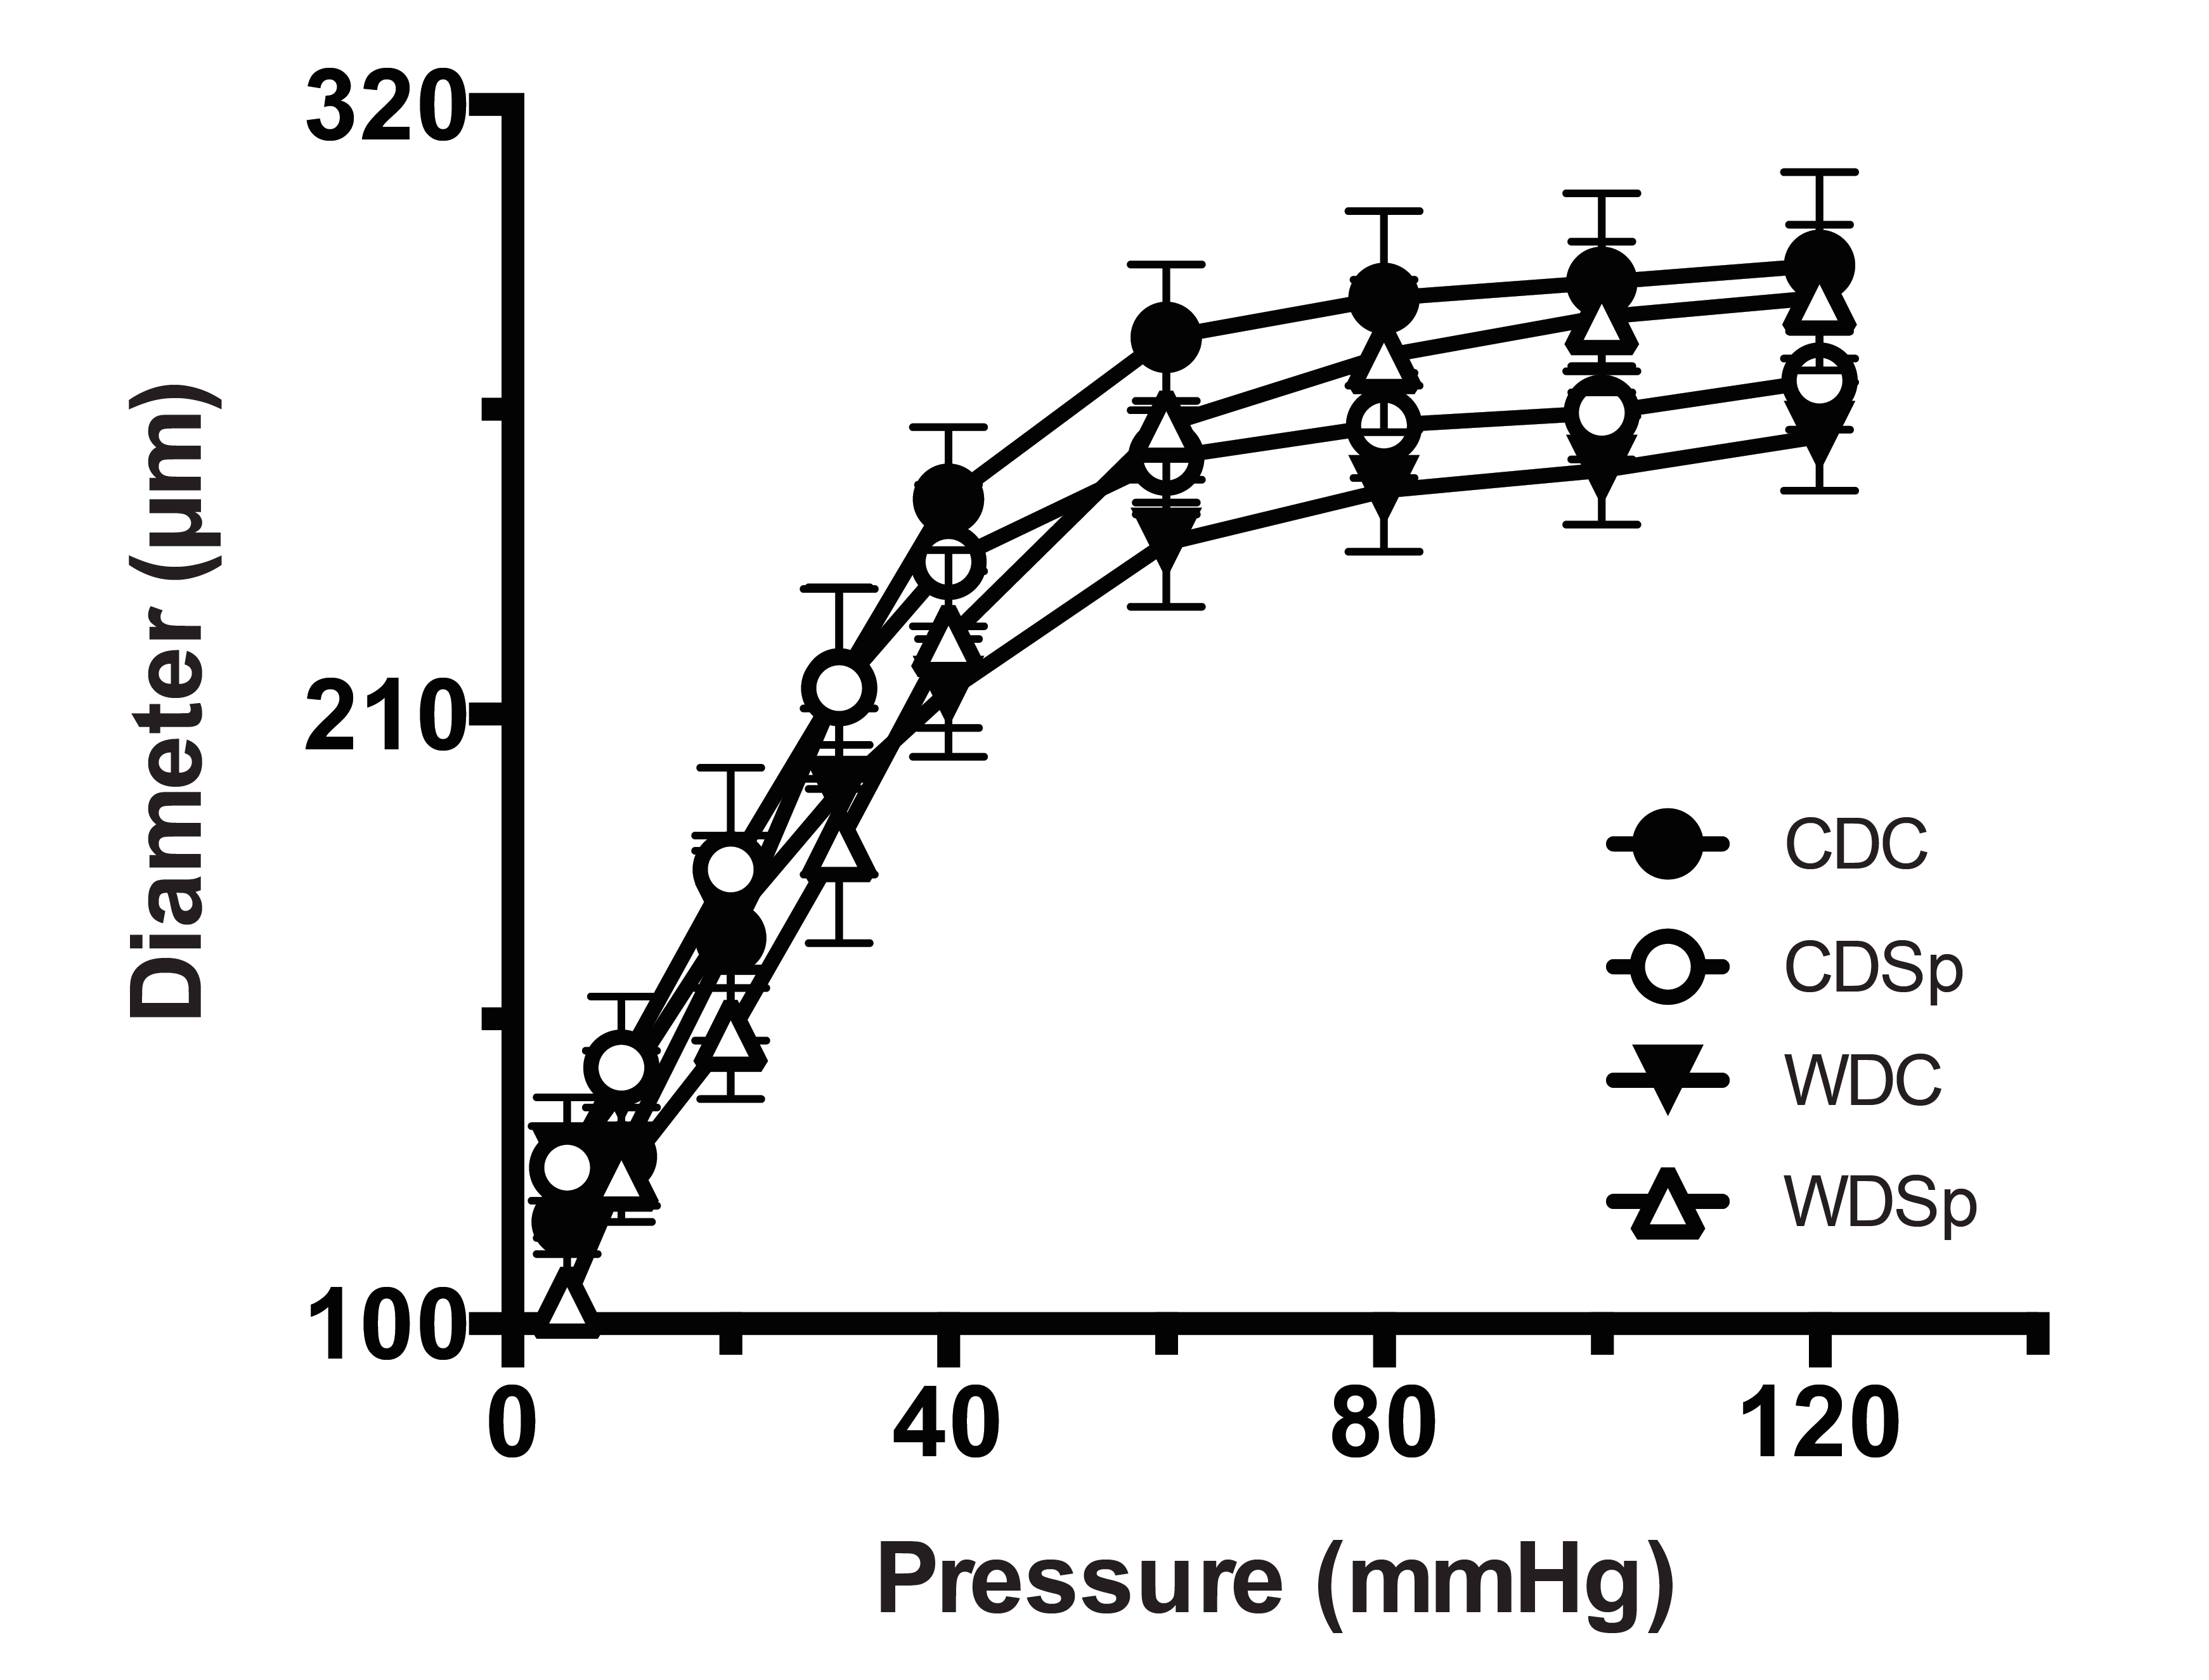 320
210
100
Diameter (µm)
0 40 80 120
Pressure (mmHg)
CDC
CDSp
WDC
WDSp